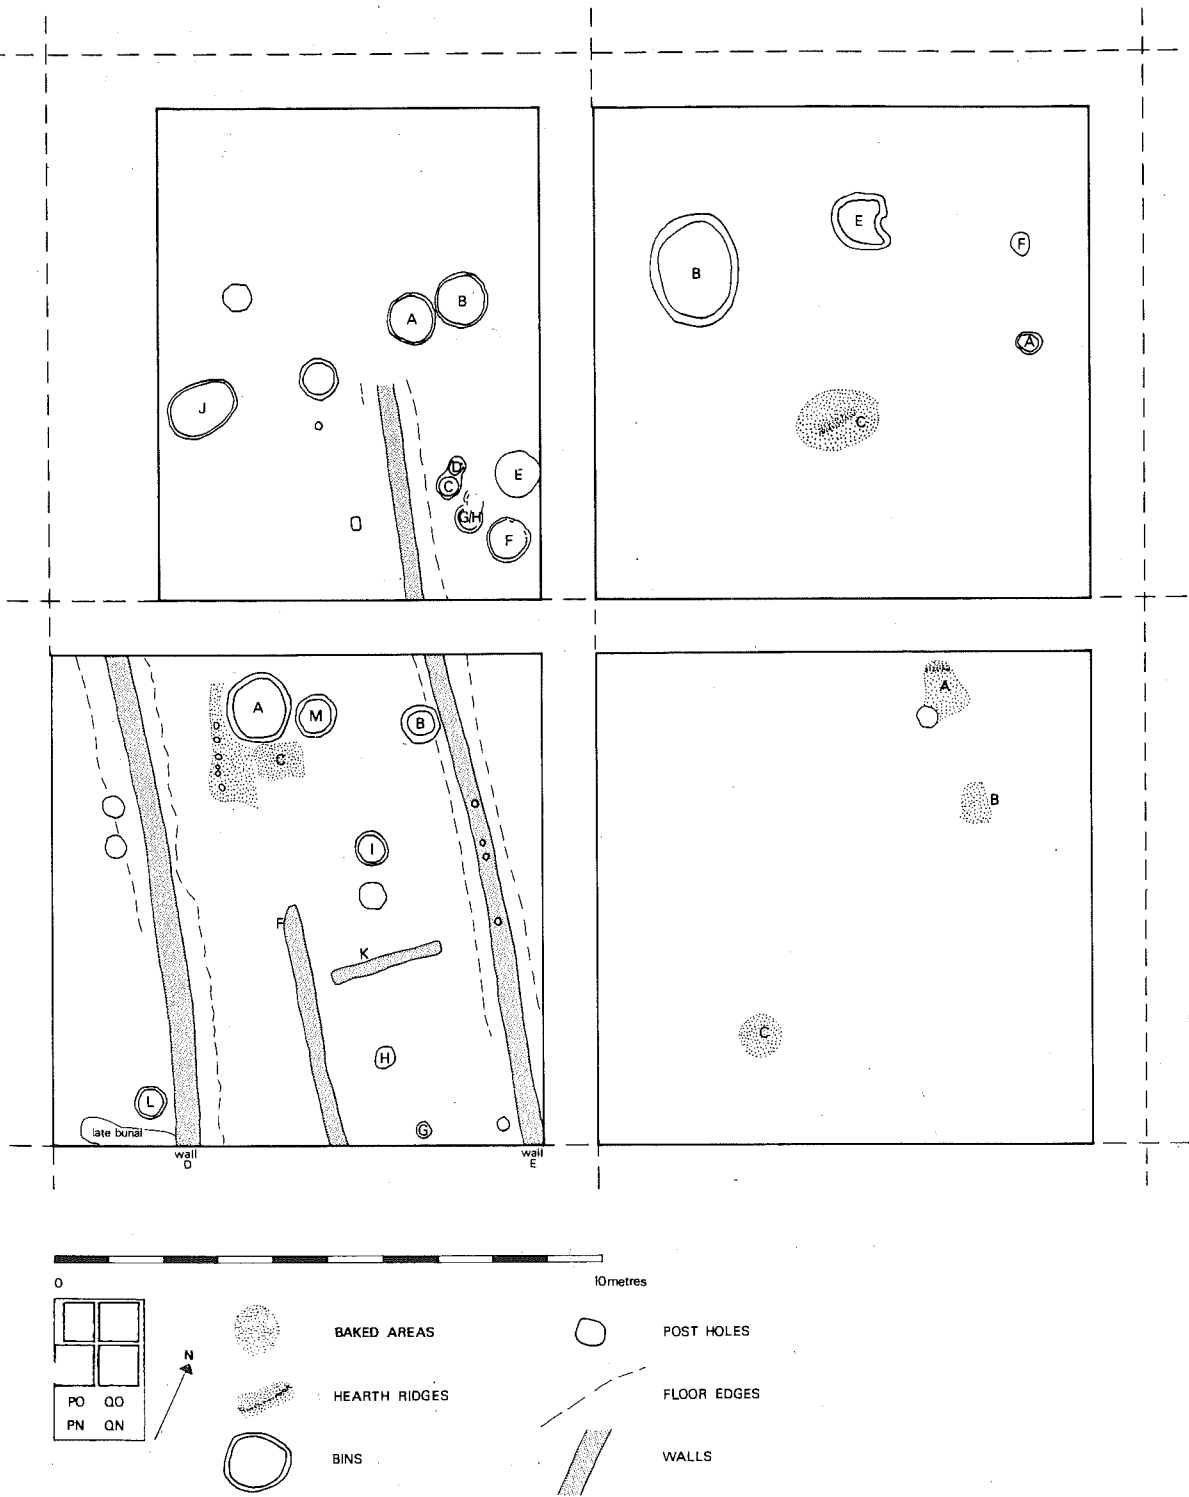 E
B
F
A
C
B
A
J
D
C
E
G/H
F
A
M
B
C
I
F
K
H
L
G
late burial
wall
D
wall
E
A
B
C
0
10metres
N
PO QO
PN QN
BAKED AREAS
POST HOLES
HEARTH RIDGES
FLOOR EDGES
BINS
WALLS